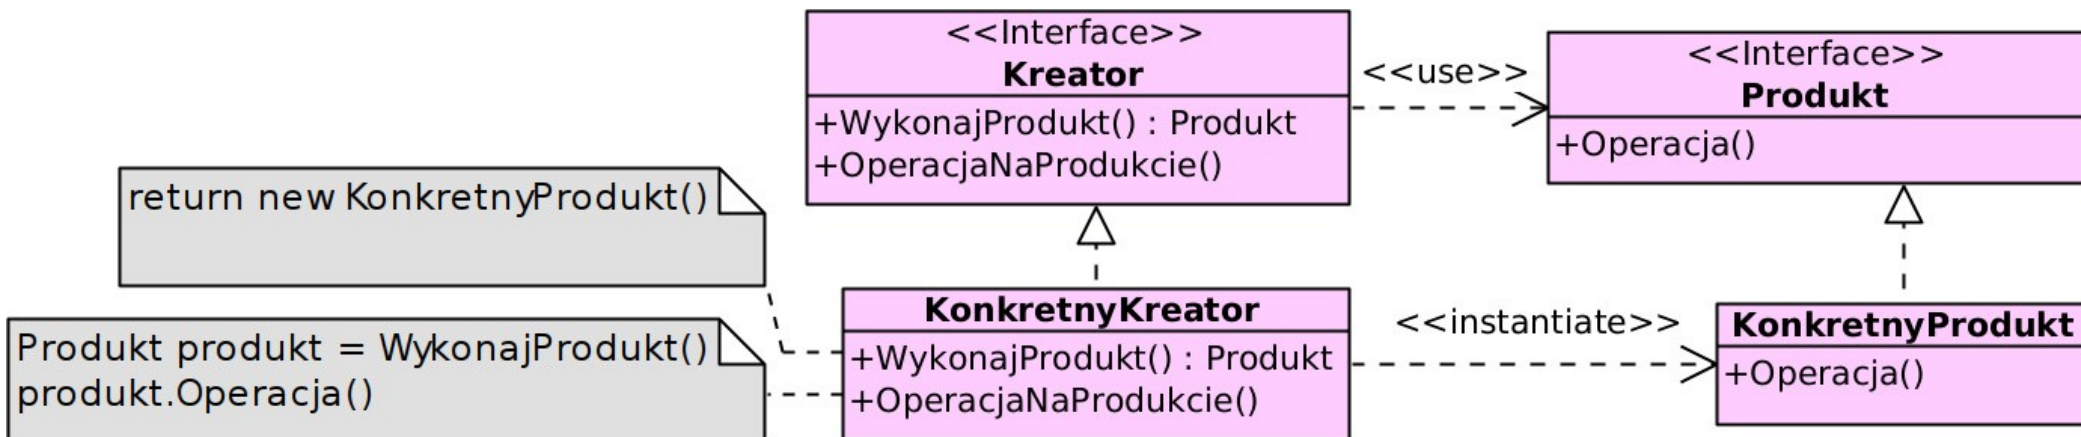 <<Interface>>
Kreator
+WykonajProdukt() : Produkt
+OperacjaNaProdukcie()
<<use>>
<<Interface>>
Produkt
+Operacja()
return new KonkretnyProdukt()
Produkt produkt = WykonajProdukt()
produkt.Operacja()
KonkretnyKreator
+WykonajProdukt() : Produkt
+OperacjaNaProdukcie()
<<instantiate>>
KonkretnyProdukt
+Operacja()